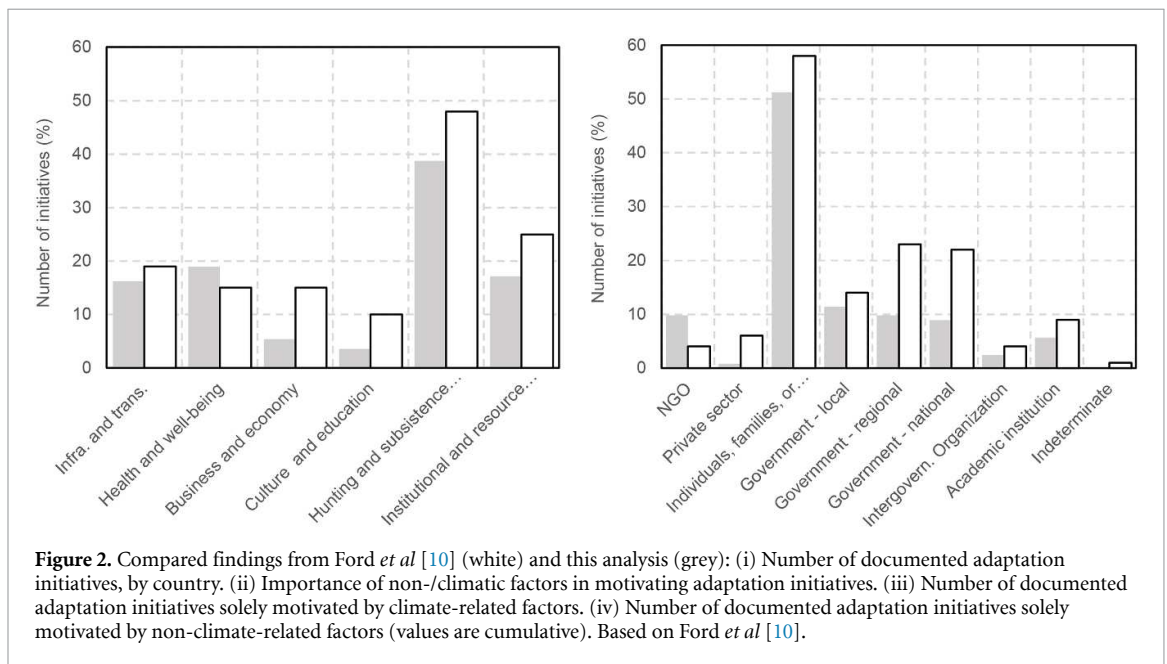 60
50
40
30
20
10
0
Number of initiatives (%)
Infra. and trans.
Health and well-being
Business and economy
Culture and education
Hunting and subsistence…
Institutional and resource…
60
50
40
30
20
10
0
Number of initiatives (%)
NGO
Private sector
Individuals, families, or…
Government - local
Government - regional
Government - national
Intergovern. Organization
Academic institution
Indeterminate
Figure 2. Compared findings from Ford et al [10] (white) and this analysis (grey): (i) Number of documented adaptation
initiatives, by country. (ii) Importance of non-/climatic factors in motivating adaptation initiatives. (iii) Number of documented
adaptation initiatives solely motivated by climate-related factors. (iv) Number of documented adaptation initiatives solely
motivated by non-climate-related factors (values are cumulative). Based on Ford et al [10].